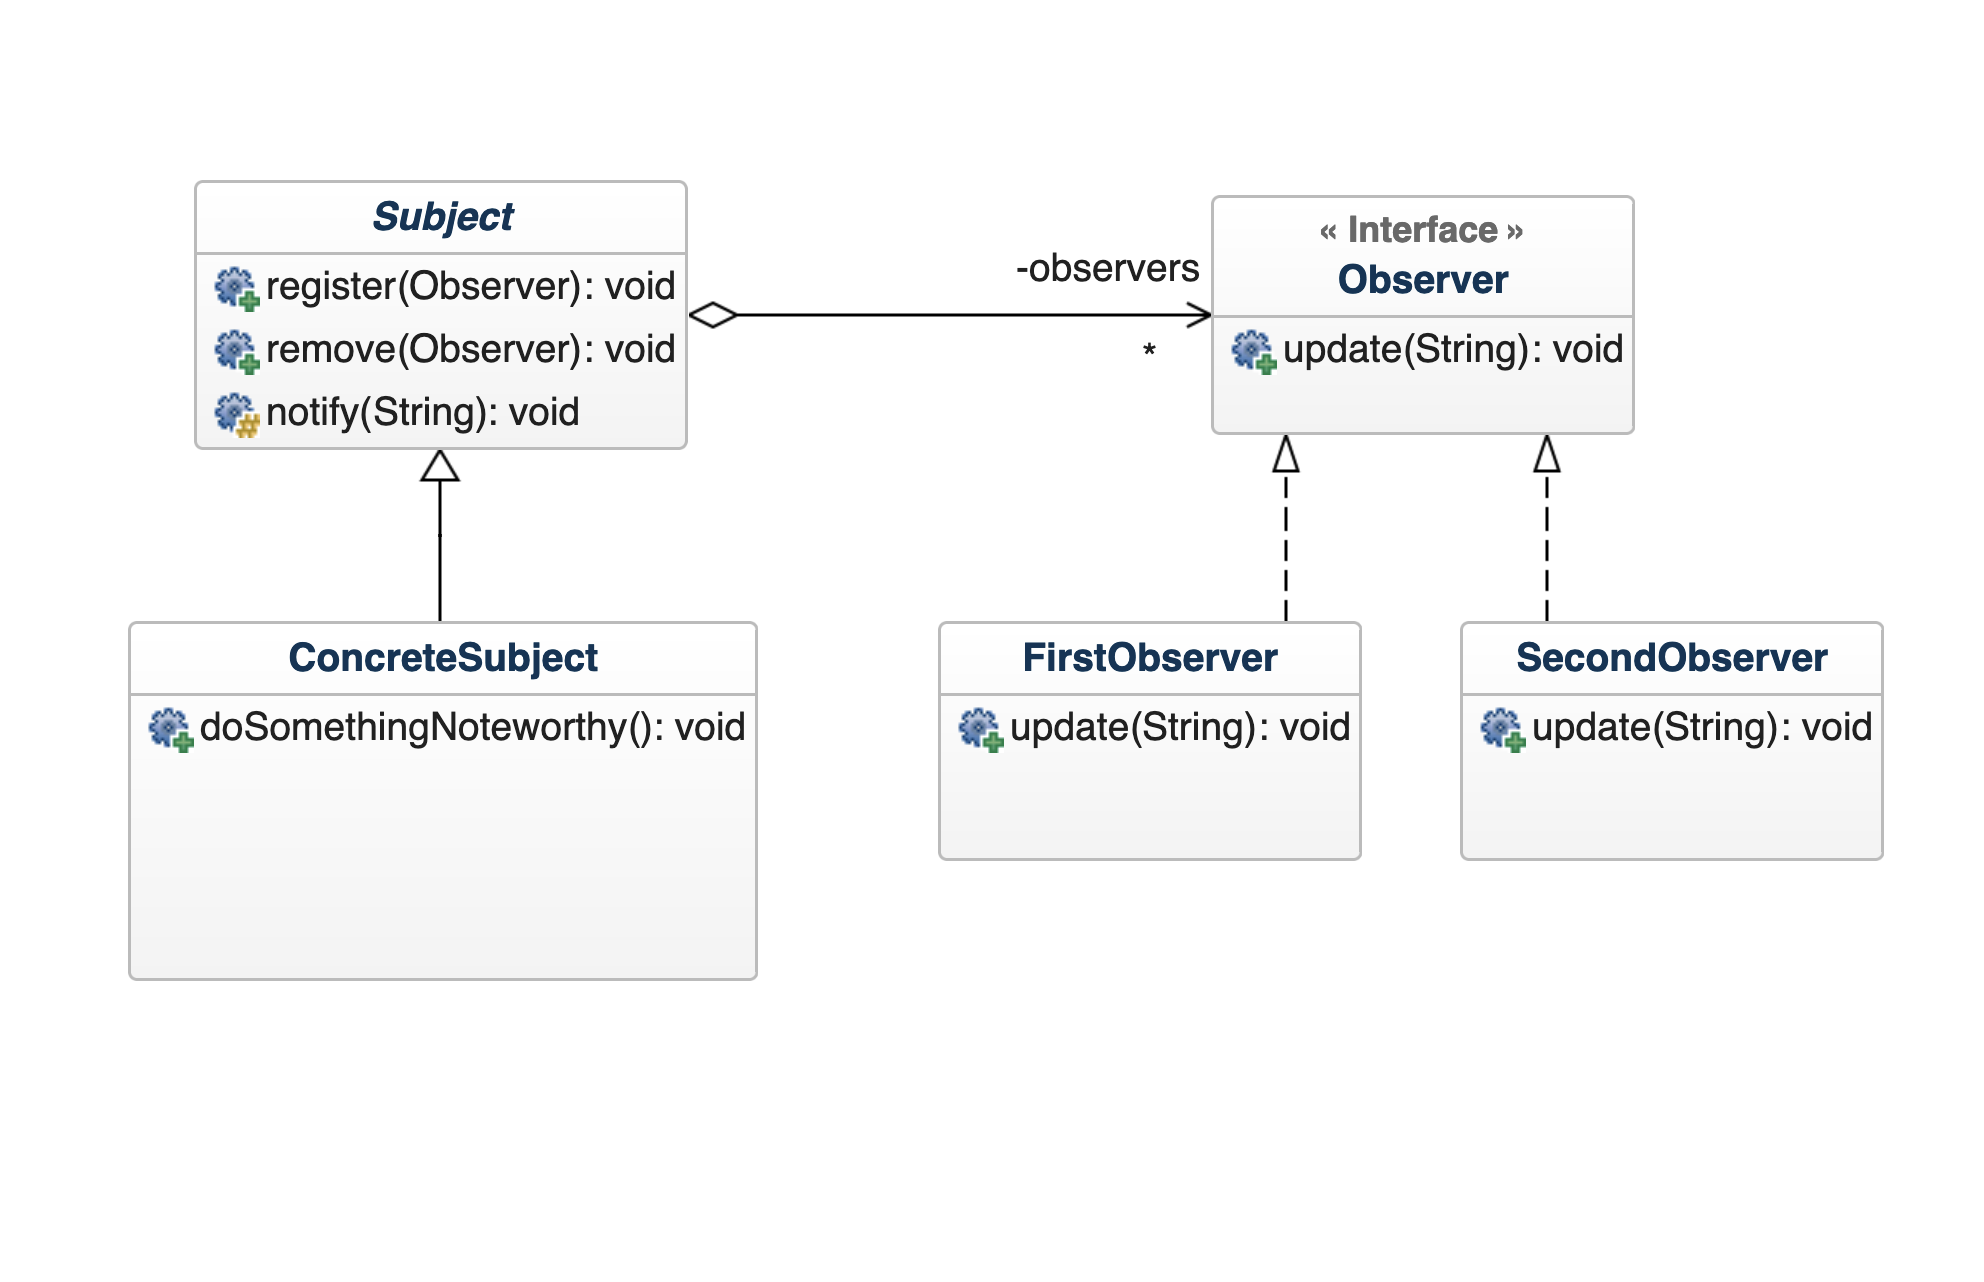 Subject
register(Observer): void
remove(Observer): void
notify(String): void
-observers
*
« Interface »
Observer
update(String): void
ConcreteSubject
doSomethingNoteworthy(): void
FirstObserver
update(String): void
SecondObserver
update(String): void